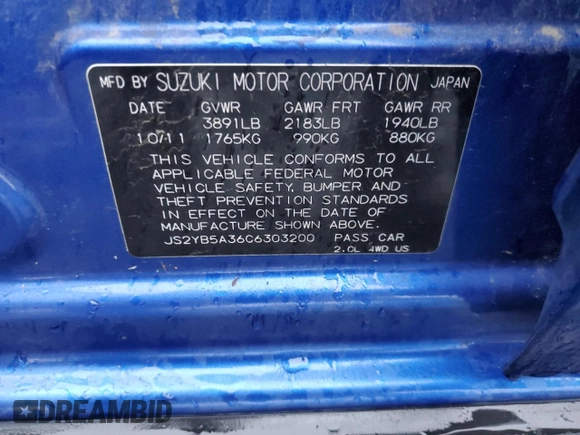 MFD BY SUZUKI MOTOR CORPORATION JAPAN
DATE GVWR GAWR FRT GAWR RR
3891LB 2183LB 1940LB
10/11 1765KG 990KG 880KG
THIS VEHICLE CONFORMS TO ALL
APPLICABLE FEDERAL MOTOR
VEHICLE SAFETY, BUMPER AND
THEFT PREVENTION STANDARDS
IN EFFECT ON THE DATE OF
MANUFACTURE SHOWN ABOVE.
JS2YB5A36C6303200 PASS CAR
2.0L 4WD US
DREAMBID